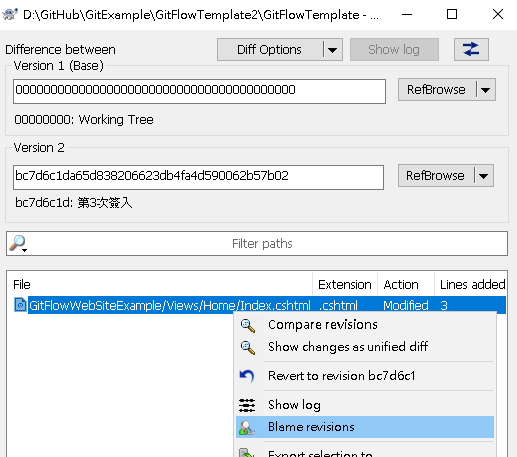 D:\GitHub\GitExample\GitFlowTemplate2\GitFlowTemplate - ...
Difference between
Diff Options
Show log
Version 1 (Base)
0000000000000000000000000000000000000000
RefBrowse
00000000: Working Tree
Version 2
bc7d6c1da65d838206623db4fa4d590062b57b02
RefBrowse
bc7d6c1d: 第3次簽入
Filter paths
File Extension Action Lines added
GitFlowWebSiteExample/Views/Home/Index.cshtml .cshtml Modified 3
Compare revisions
Show changes as unified diff
Revert to revision bc7d6c1
Show log
Blame revisions
Export selection to